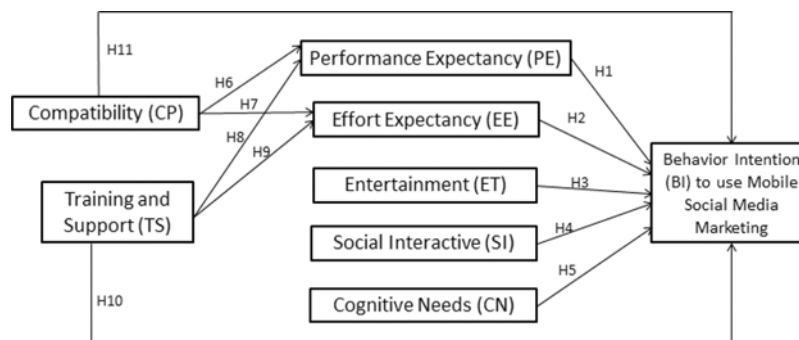 H11
Performance Expectancy (PE)
H1
H6
Compatibility (CP)
H7
Effort Expectancy (EE)
H2
H8
H9
Behavior Intention
(BI) to use Mobile
Social Media
Marketing
Entertainment (ET)
H3
Training and
Support (TS)
Social Interactive (SI)
H4
H5
H10
Cognitive Needs (CN)